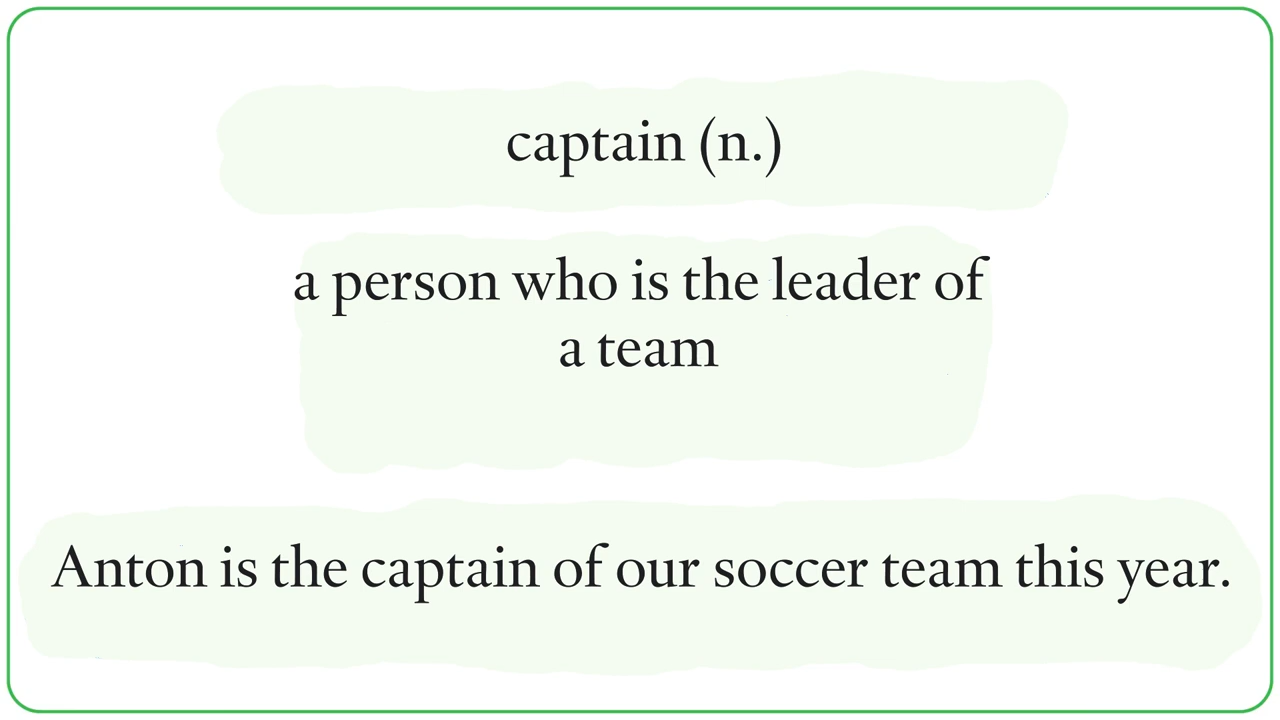 captain (n.)
a person who is the leader of
a team
Anton is the captain of our soccer team this year.